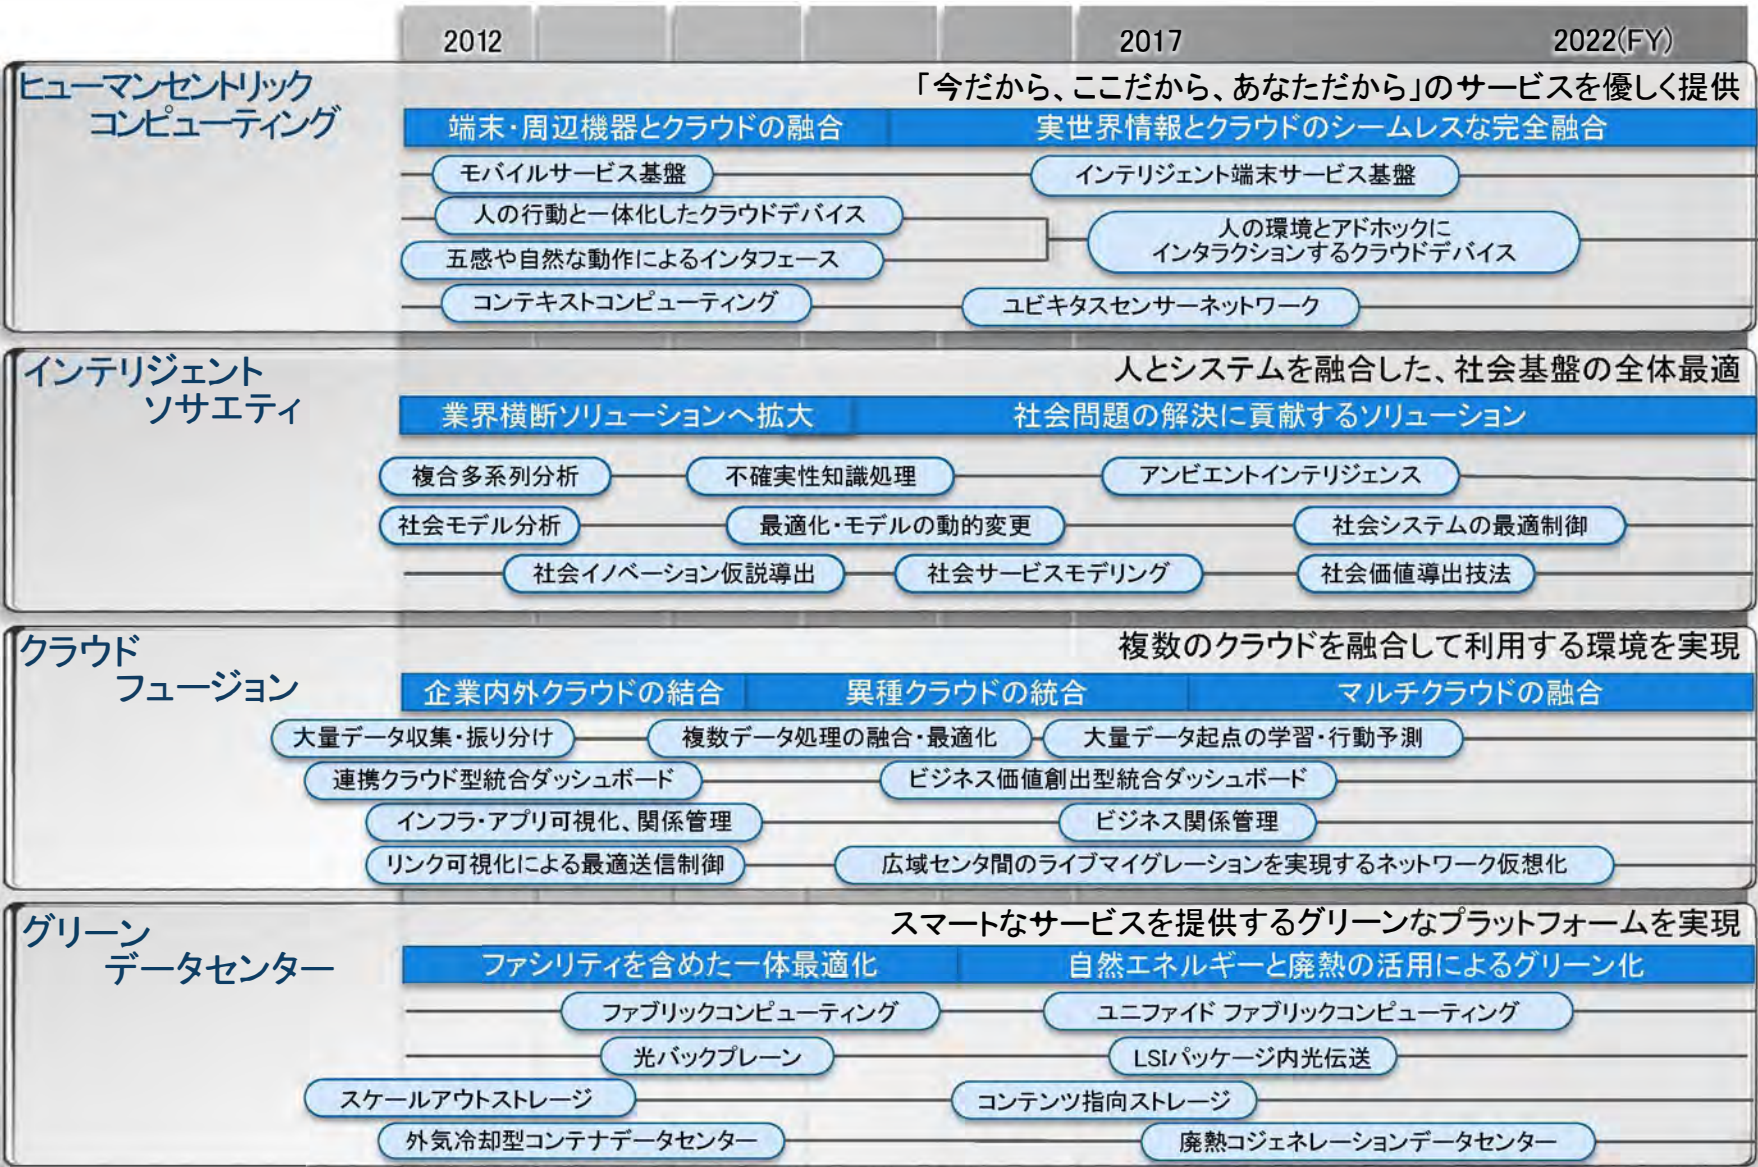 2012
2017
2022(FY)
ヒューマンセントリック
コンピューティング
「今だから、ここだから、あなただから」のサービスを優しく提供
端末・周辺機器とクラウドの融合
実世界情報とクラウドのシームレスな完全融合
モバイルサービス基盤
インテリジェント端末サービス基盤
人の行動と一体化したクラウドデバイス
人の環境とアドホックに
インタラクションするクラウドデバイス
五感や自然な動作によるインタフェース
コンテキストコンピューティング
ユビキタスセンサーネットワーク
インテリジェント
ソサエティ
人とシステムを融合した、社会基盤の全体最適
業界横断ソリューションへ拡大
社会問題の解決に貢献するソリューション
複合多系列分析
不確実性知識処理
アンビエントインテリジェンス
社会モデル分析
最適化・モデルの動的変更
社会システムの最適制御
社会イノベーション仮説導出
社会サービスモデリング
社会価値導出技法
クラウド
フュージョン
複数のクラウドを融合して利用する環境を実現
企業内外クラウドの結合
異種クラウドの統合
マルチクラウドの融合
大量データ収集・振り分け
複数データ処理の融合・最適化
大量データ起点の学習・行動予測
連携クラウド型統合ダッシュボード
ビジネス価値創出型統合ダッシュボード
インフラ・アプリ可視化、関係管理
ビジネス関係管理
リンク可視化による最適送信制御
広域センタ間のライブマイグレーションを実現するネットワーク仮想化
グリーン
データセンター
スマートなサービスを提供するグリーンなプラットフォームを実現
ファシリティを含めた一体最適化
自然エネルギーと廃熱の活用によるグリーン化
ファブリックコンピューティング
ユニファイド ファブリックコンピューティング
光バックプレーン
LSIパッケージ内光伝送
スケールアウトストレージ
コンテンツ指向ストレージ
外気冷却型コンテナデータセンター
廃熱コジェネレーションデータセンター